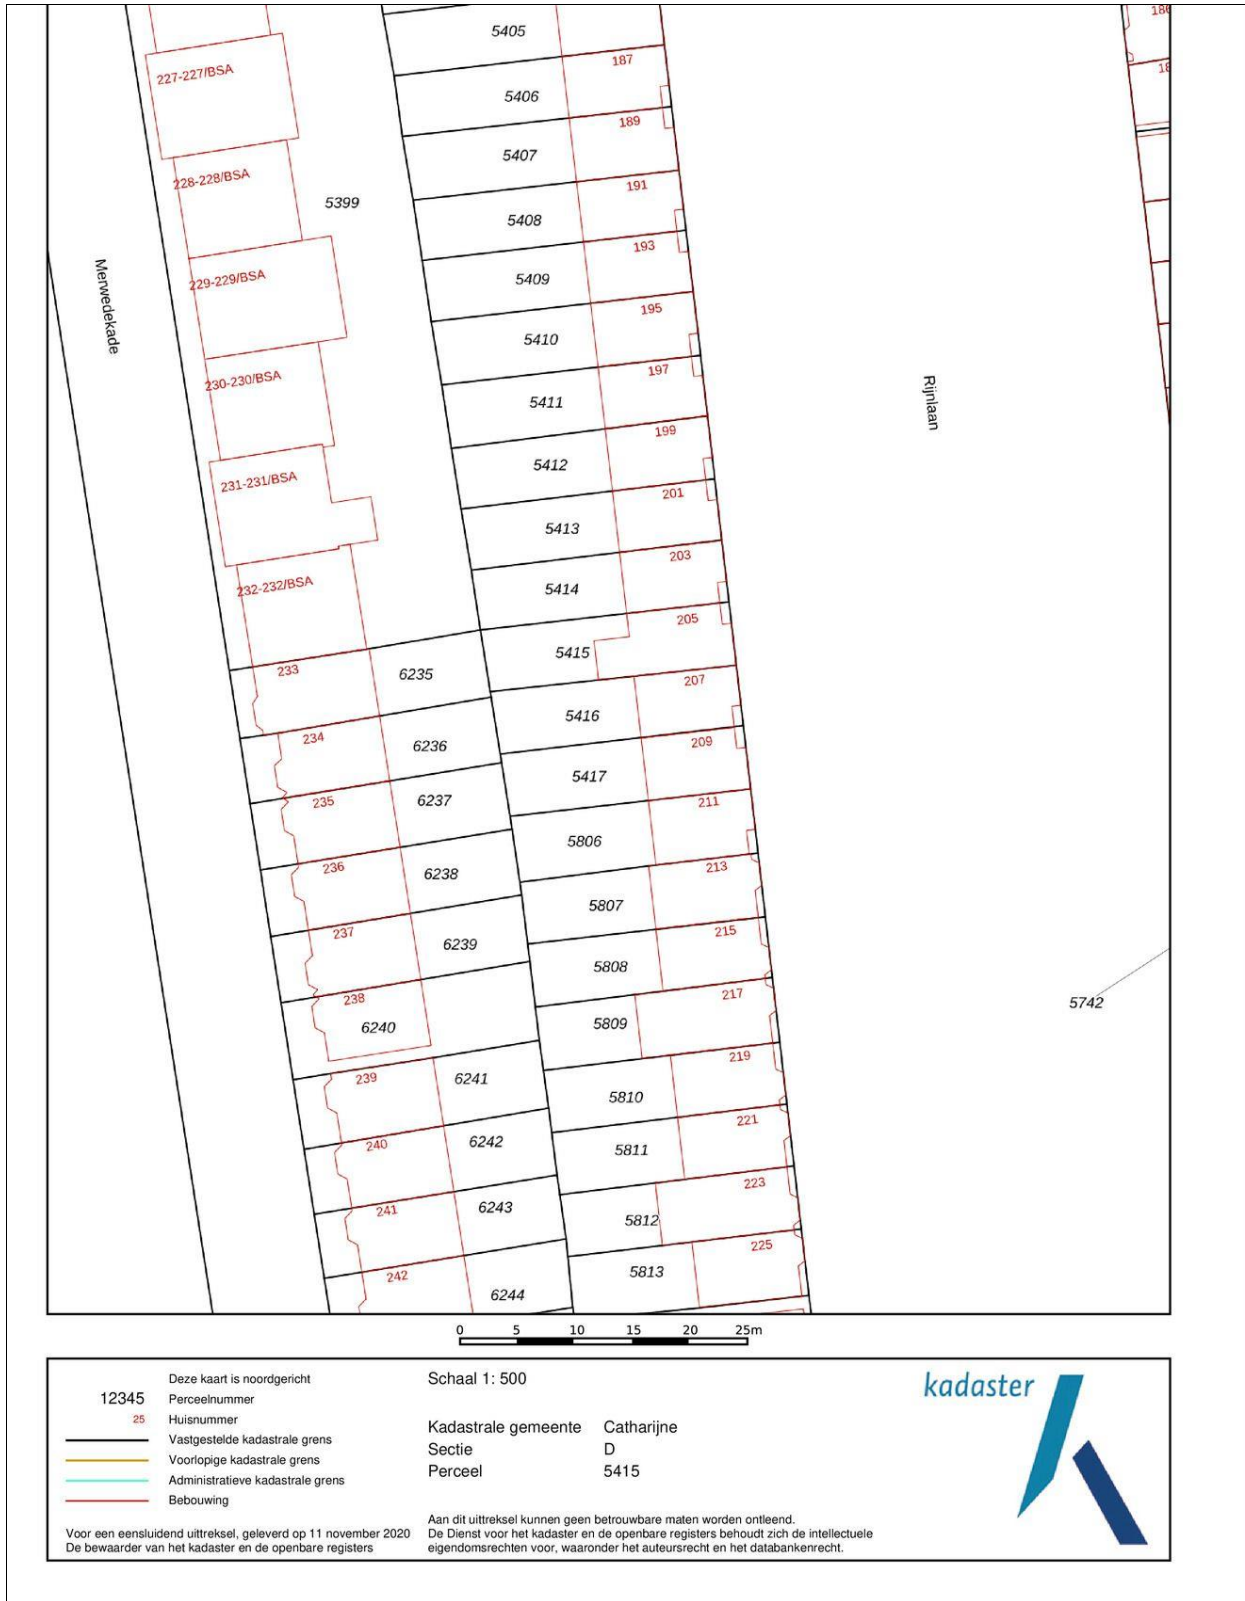 5405
186
187
18
227-227/BSA
5406
189
5407
228-228/BSA
191
5399
5408
193
Merwedekade
229-229/BSA
5409
195
5410
197
230-230/BSA
Rijnlaan
5411
199
5412
231-231/BSA
201
5413
203
232-232/BSA
5414
205
5415
233
6235
207
5416
234
6236
209
5417
235
6237
211
5806
236
6238
213
5807
237
6239
215
5808
238
6240
217
5809
5742
239
6241
219
5810
240
6242
221
5811
241
6243
223
5812
242
6244
225
5813
0 5 10 15 20 25m
Deze kaart is noordgericht
12345 Perceelnummer
25 Huisnummer
Vastgestelde kadastrale grens
Voorlopige kadastrale grens
Administratieve kadastrale grens
Bebouwing
Voor een eensluidend uittreksel, geleverd op 11 november 2020
De bewaarder van het kadaster en de openbare registers
Schaal 1: 500
Kadastrale gemeente Catharijne
Sectie D
Perceel 5415
Aan dit uittreksel kunnen geen betrouwbare maten worden ontleend.
De Dienst voor het kadaster en de openbare registers behoudt zich de intellectuele
eigendomsrechten voor, waaronder het auteursrecht en het databankenrecht.
kadaster